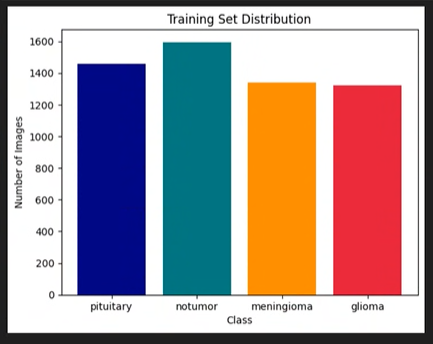 Training Set Distribution
Number of Images
1600
1400
1200
1000
800
600
400
200
0
pituitary notumor meningioma glioma
Class